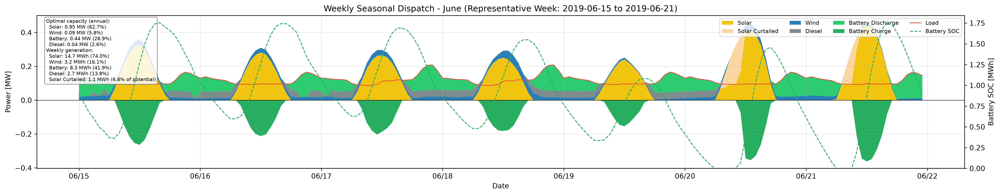 Weekly Seasonal Dispatch - June (Representative Week: 2019-06-15 to 2019-06-21)
Optimal capacity (annual):
Solar: 0.95 MW (62.7%)
Wind: 0.09 MW (5.8%)
Battery: 0.44 MW (28.9%)
Diesel: 0.04 MW (2.6%)
Weekly generation:
Solar: 14.7 MWh (74.0%)
Wind: 3.2 MWh (16.1%)
Battery: 8.3 MWh (41.9%)
Diesel: 2.7 MWh (13.8%)
Solar Curtailed: 1.1 MWh (6.8% of potential)
Solar Wind Battery Discharge Load
Solar Curtailed Diesel Battery Charge Battery SOC
Power [MW]
0.4
0.2
0.0
−0.2
−0.4
Battery SOC [MWh]
1.75
1.50
1.25
1.00
0.75
0.50
0.25
0.00
06/15 06/16 06/17 06/18 06/19 06/20 06/21 06/22
Date